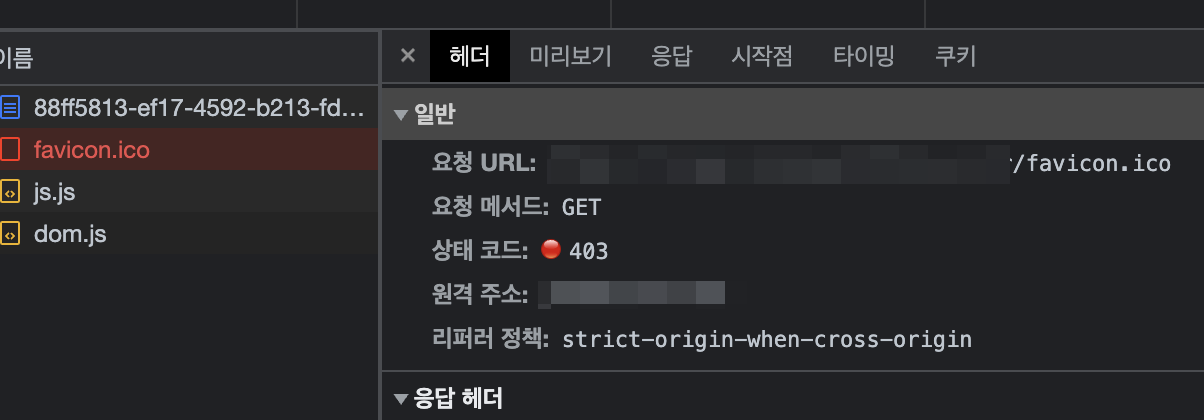 이름
88ff5813-ef17-4592-b213-fd…
favicon.ico
js.js
dom.js
× 헤더 미리보기 응답 시작점 타이밍 쿠키
▼ 일반
요청 URL: /favicon.ico
요청 메서드: GET
상태 코드: 403
원격 주소:
리퍼러 정책: strict-origin-when-cross-origin
▼ 응답 헤더